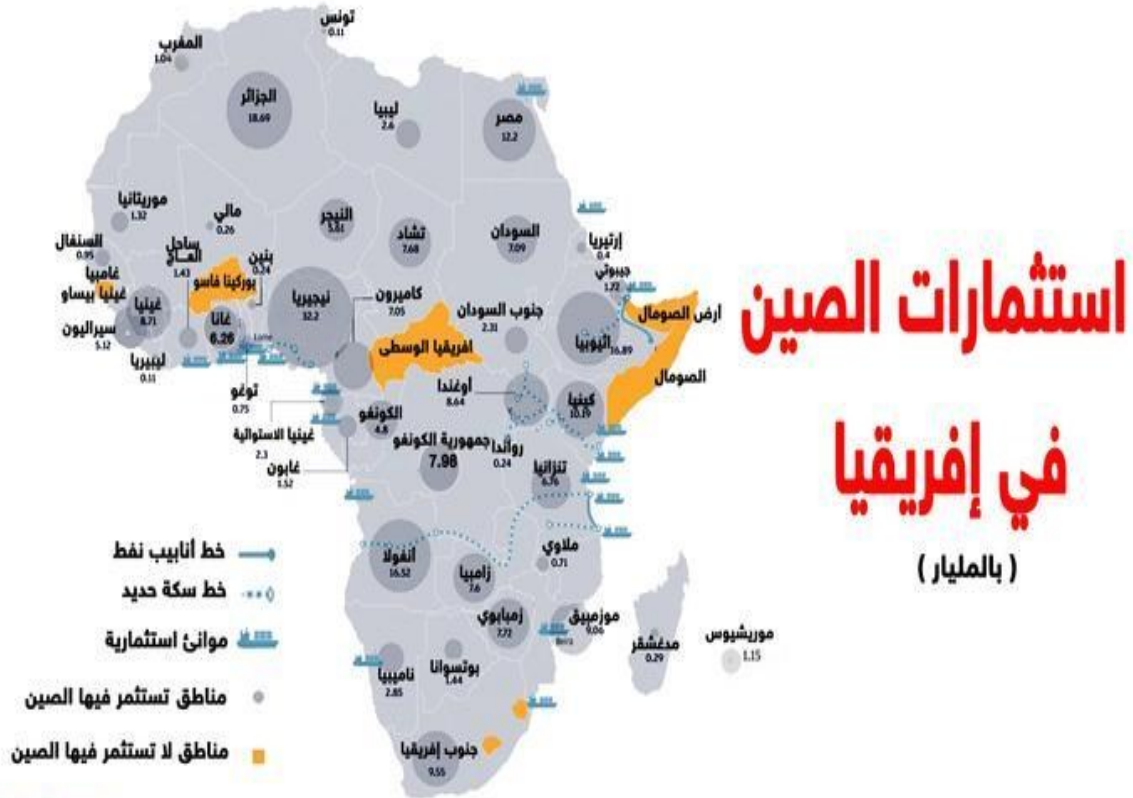 استثمارات الصين
في إفريقيا
( بالمليار )
تونس
0.11
المغرب
1.04
الجزائر
18.69
ليبيا
2.6
مصر
12.2
موريتانيا
1.32
مالي
0.26
النيجر
5.61
تشاد
7.68
السودان
7.09
إرتيريا
0.4
جيبوتي
1.72
السنغال
0.95
غامبيا
غينيا بيساو
غينيا
8.71
سيراليون
5.12
ليبيريا
0.11
ساحل
العاج
1.43
بوركينا فاسو
بنين
0.24
غانا
6.26
Lome
توغو
0.75
نيجيريا
32.2
كاميرون
7.05
افريقيا الوسطى
جنوب السودان
2.31
اثيوبيا
16.89
ارض الصومال
الصومال
أوغندا
8.64
كينيا
10.19
غينيا الاستوائية
2.3
غابون
1.52
الكونغو
4.8
جمهورية الكونغو
7.98
رواندا
0.24
تنزانيا
6.76
أنغولا
16.52
زامبيا
7.6
ملاوي
0.71
زمبابوي
7.72
موزمبيق
9.06
Beira
مدغشقر
0.29
موريشيوس
1.15
ناميبيا
2.85
بوتسوانا
1.44
جنوب إفريقيا
9.55
خط أنابيب نفط
خط سكة حديد
موانئ استثمارية
مناطق تستثمر فيها الصين
مناطق لا تستثمر فيها الصين